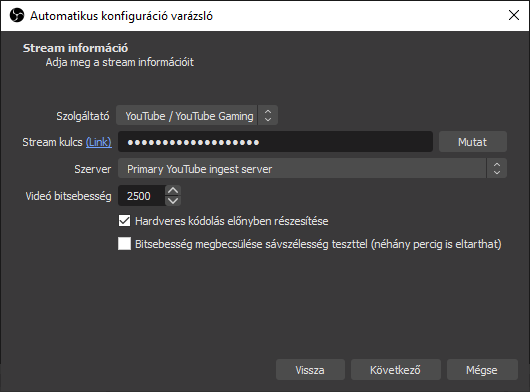 Automatikus konfiguráció varázsló
Stream információ
Adja meg a stream információit
Szolgáltató YouTube / YouTube Gaming
Stream kulcs (Link) ●●●●●●●●●●●●●●●●●●● Mutat
Szerver Primary YouTube ingest server
Videó bitsebesség 2500
Hardveres kódolás előnyben részesítése
Bitsebesség megbecsülése sávszélesség teszttel (néhány percig is eltarthat)
Vissza Következő Mégse